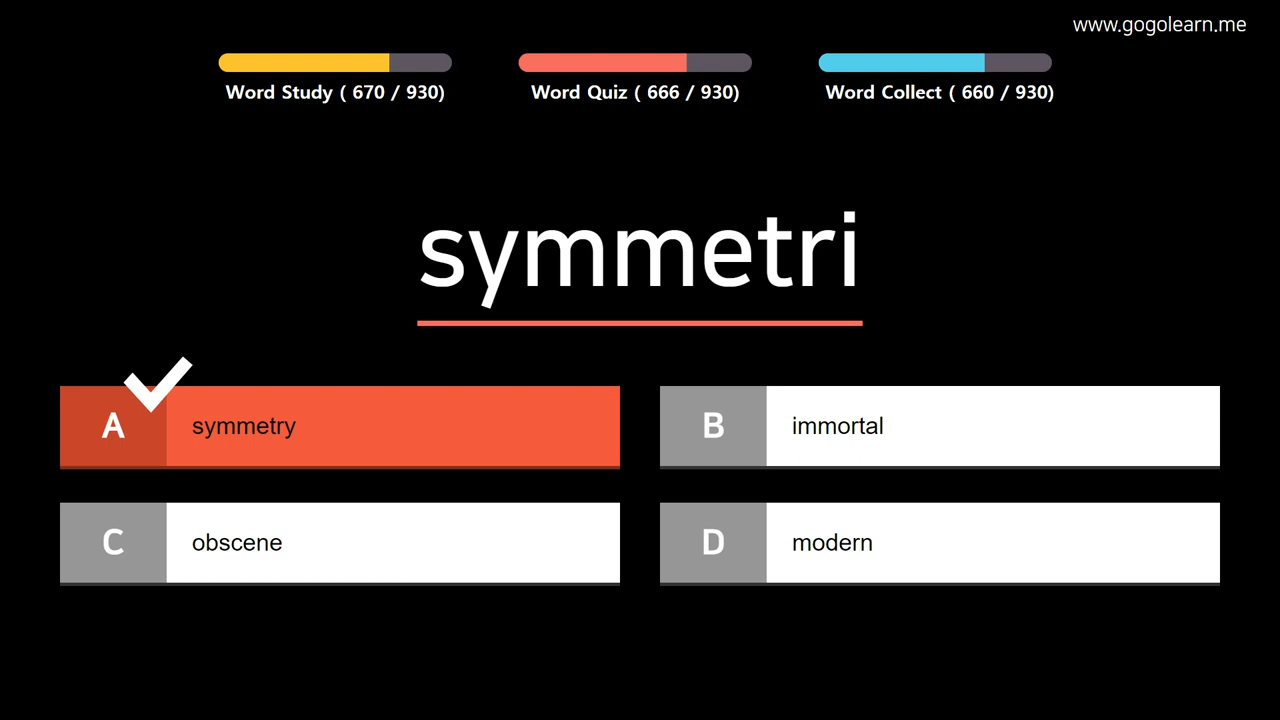 www.gogolearn.me
Word Study ( 670 / 930)
Word Quiz ( 666 / 930)
Word Collect ( 660 / 930)
symmetri
A symmetry
B immortal
C obscene
D modern